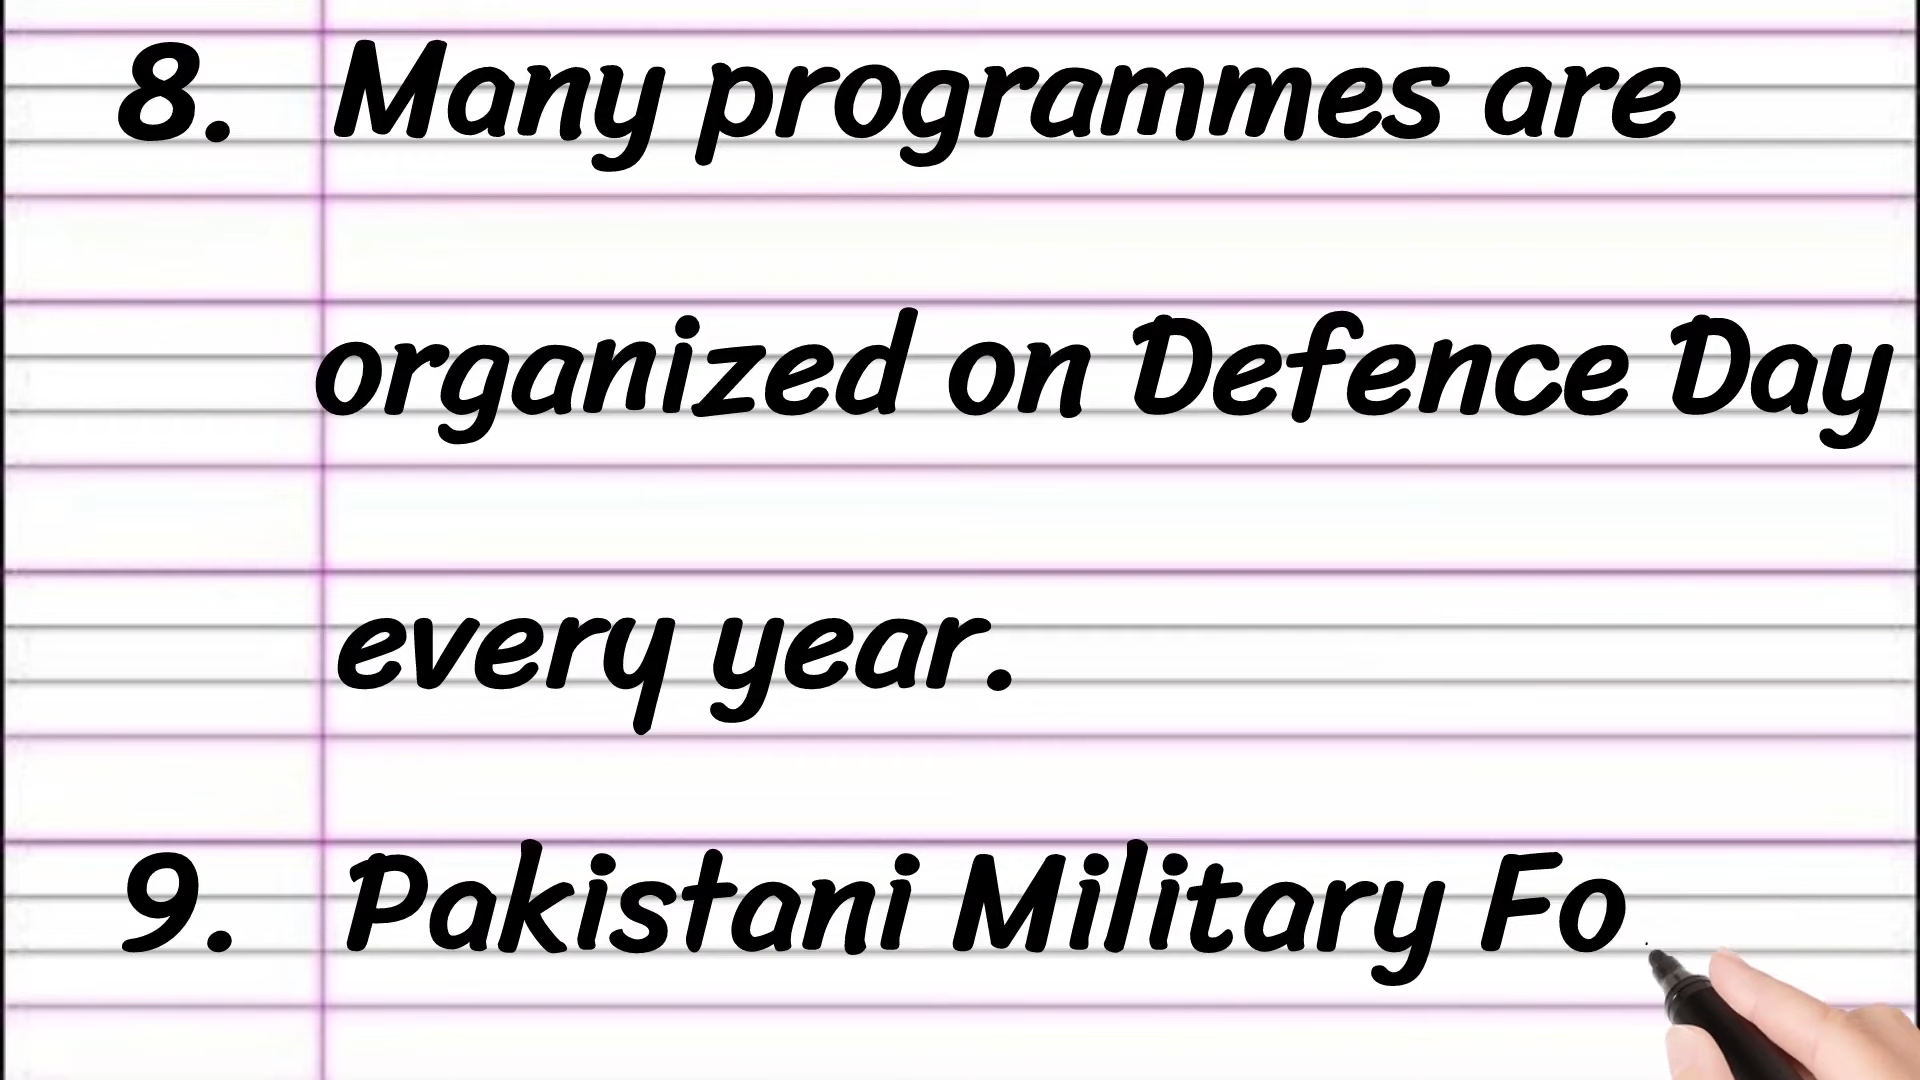 8. Many programmes are
organized on Defence Day
every year.
9. Pakistani Military Fo